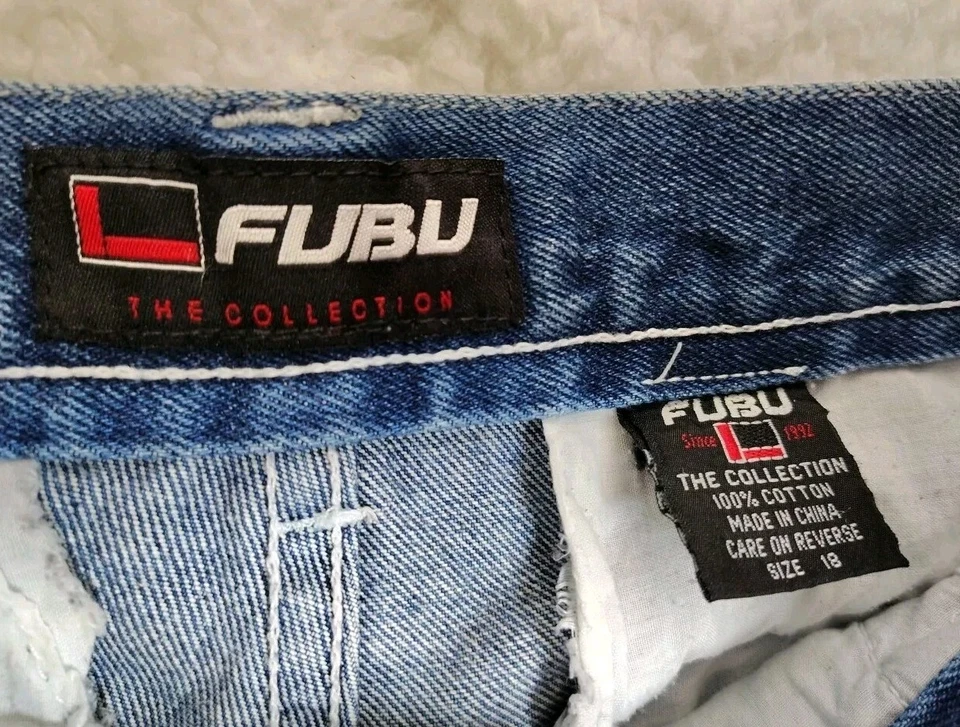 FUBU
THE COLLECTION
FUBU
Since 1992
THE COLLECTION
100% COTTON
MADE IN CHINA
CARE ON REVERSE
SIZE 18